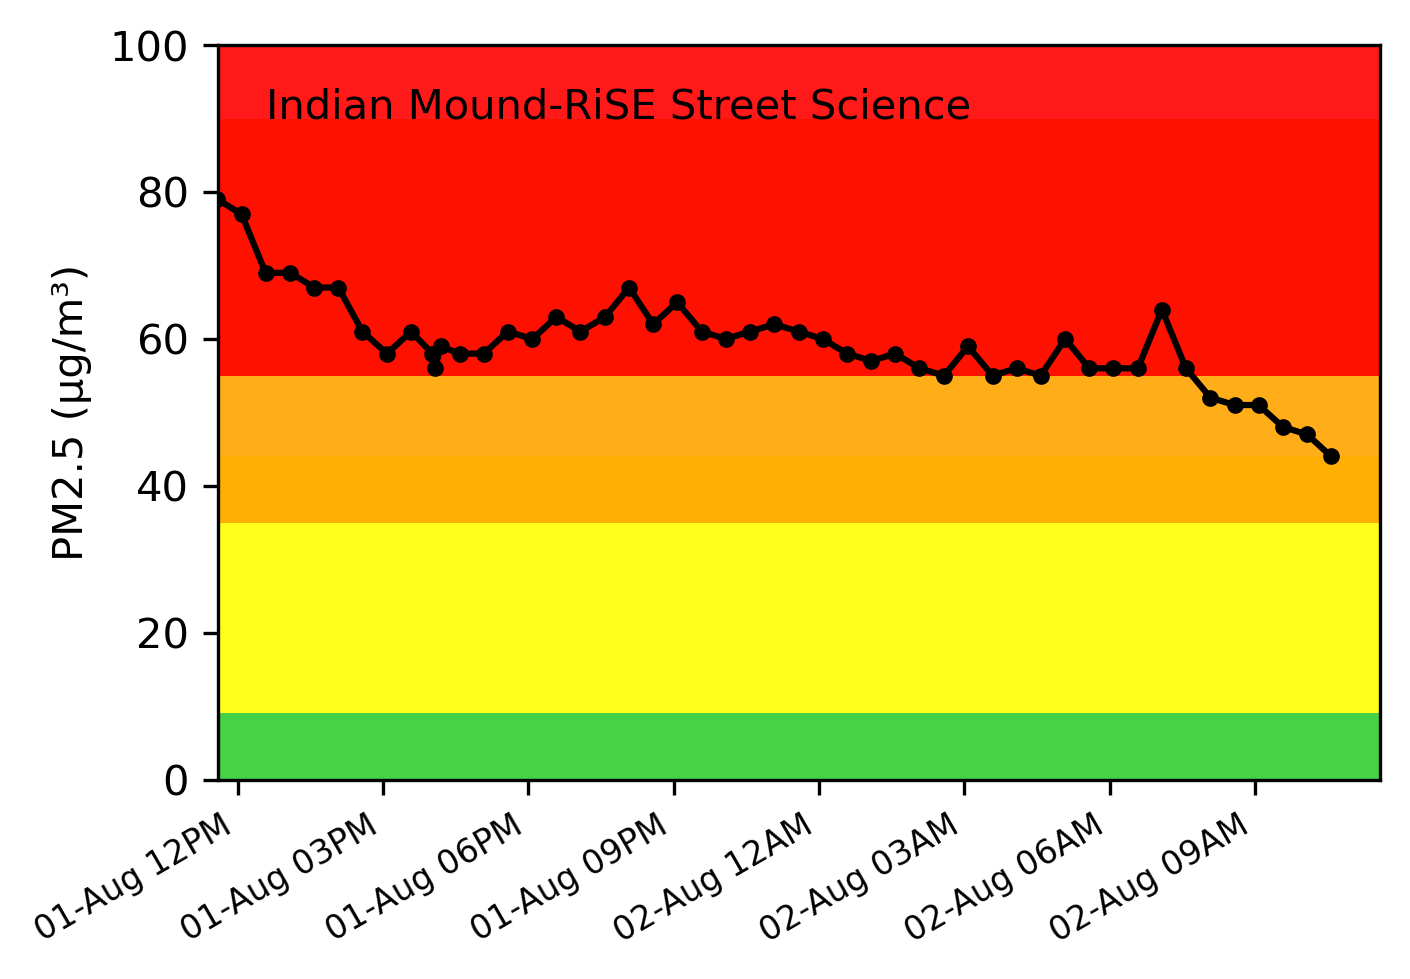 Indian Mound-RiSE Street Science
PM2.5 (µg/m³)
100
80
60
40
20
0
01-Aug 12PM
01-Aug 03PM
01-Aug 06PM
01-Aug 09PM
02-Aug 12AM
02-Aug 03AM
02-Aug 06AM
02-Aug 09AM